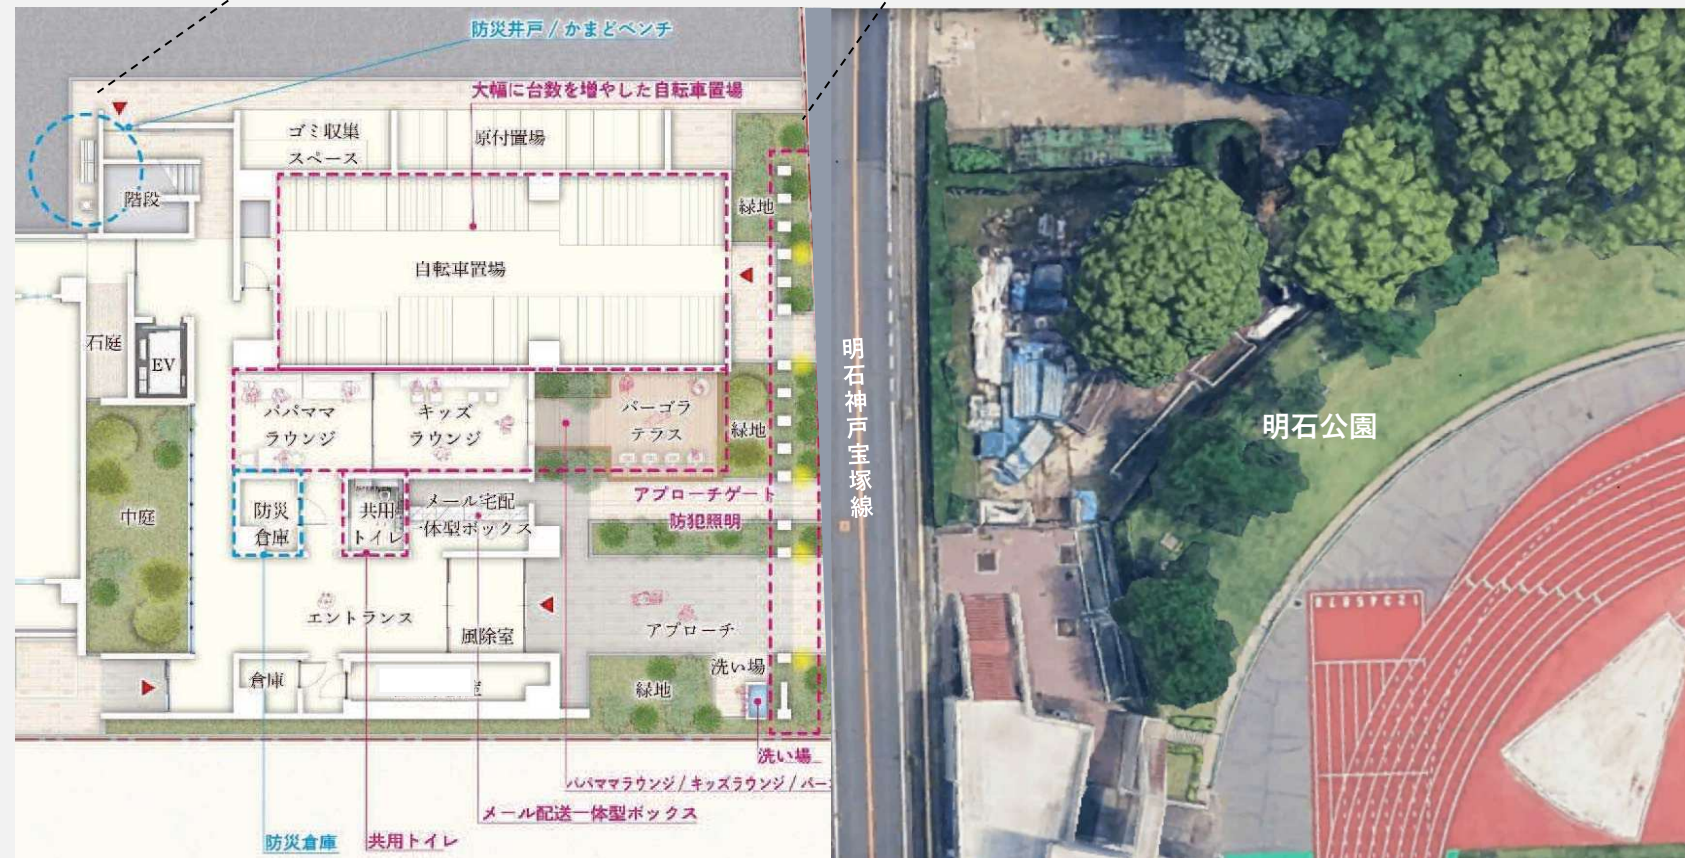 防災井戸 / かまどベンチ
大幅に台数を増やした自転車置場
ゴミ収集
スペース
原付置場
階段
緑地
自転車置場
石庭
EV
パパママ
ラウンジ
キッズ
ラウンジ
パーゴラ
テラス
緑地
中庭
防災
倉庫
共用
トイレ
メール宅配
一体型ボックス
アプローチゲート
防犯照明
エントランス
風除室
アプローチ
倉庫
緑地
洗い場
洗い場
パパママラウンジ / キッズラウンジ / パー
メール配送一体型ボックス
防災倉庫
共用トイレ
明石神戸宝塚線
明石公園